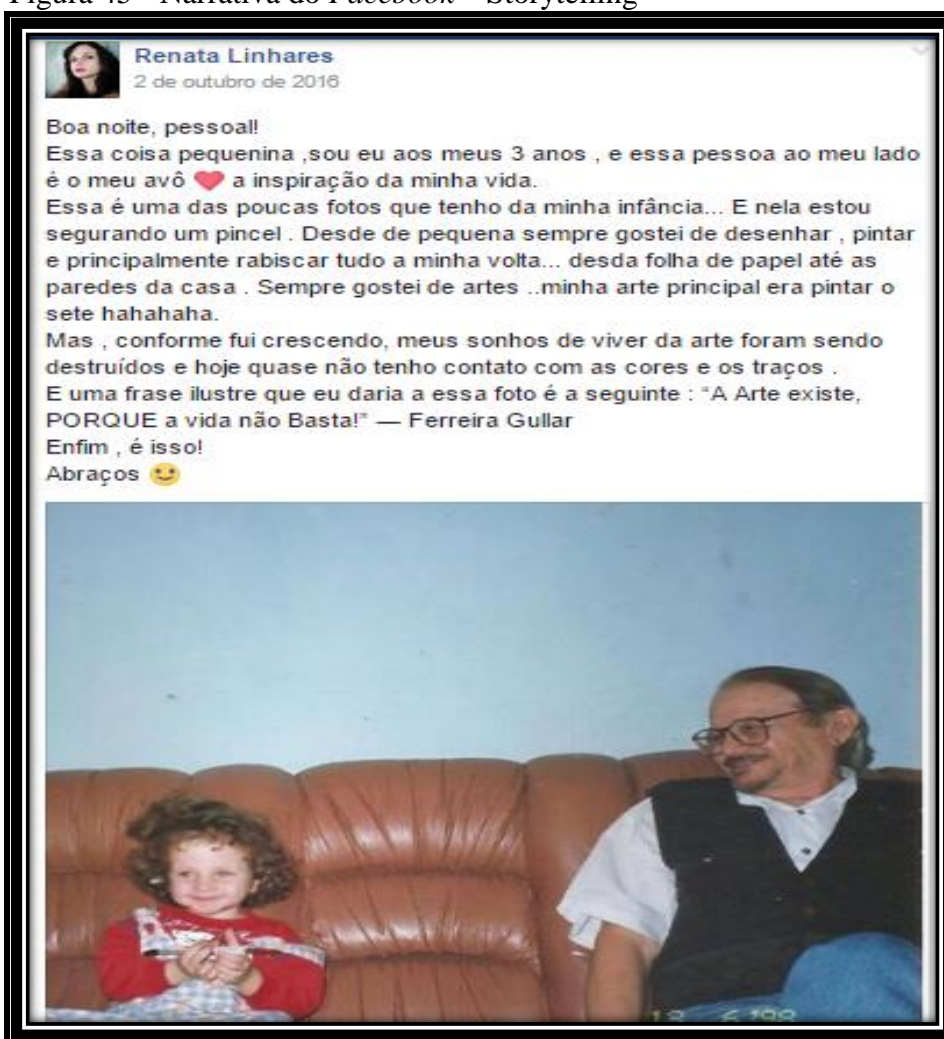 Renata Linhares
2 de outubro de 2016
Boa noite, pessoal!
Essa coisa pequenina ,sou eu aos meus 3 anos , e essa pessoa ao meu lado
é o meu avô ❤ a inspiração da minha vida.
Essa é uma das poucas fotos que tenho da minha infância... E nela estou
segurando um pincel . Desde de pequena sempre gostei de desenhar , pintar
e principalmente rabiscar tudo a minha volta... desda folha de papel até as
paredes da casa . Sempre gostei de artes ..minha arte principal era pintar o
sete hahahaha.
Mas , conforme fui crescendo, meus sonhos de viver da arte foram sendo
destruídos e hoje quase não tenho contato com as cores e os traços .
E uma frase ilustre que eu daria a essa foto é a seguinte : “A Arte existe,
PORQUE a vida não Basta!” — Ferreira Gullar
Enfim , é isso!
Abraços 🙂